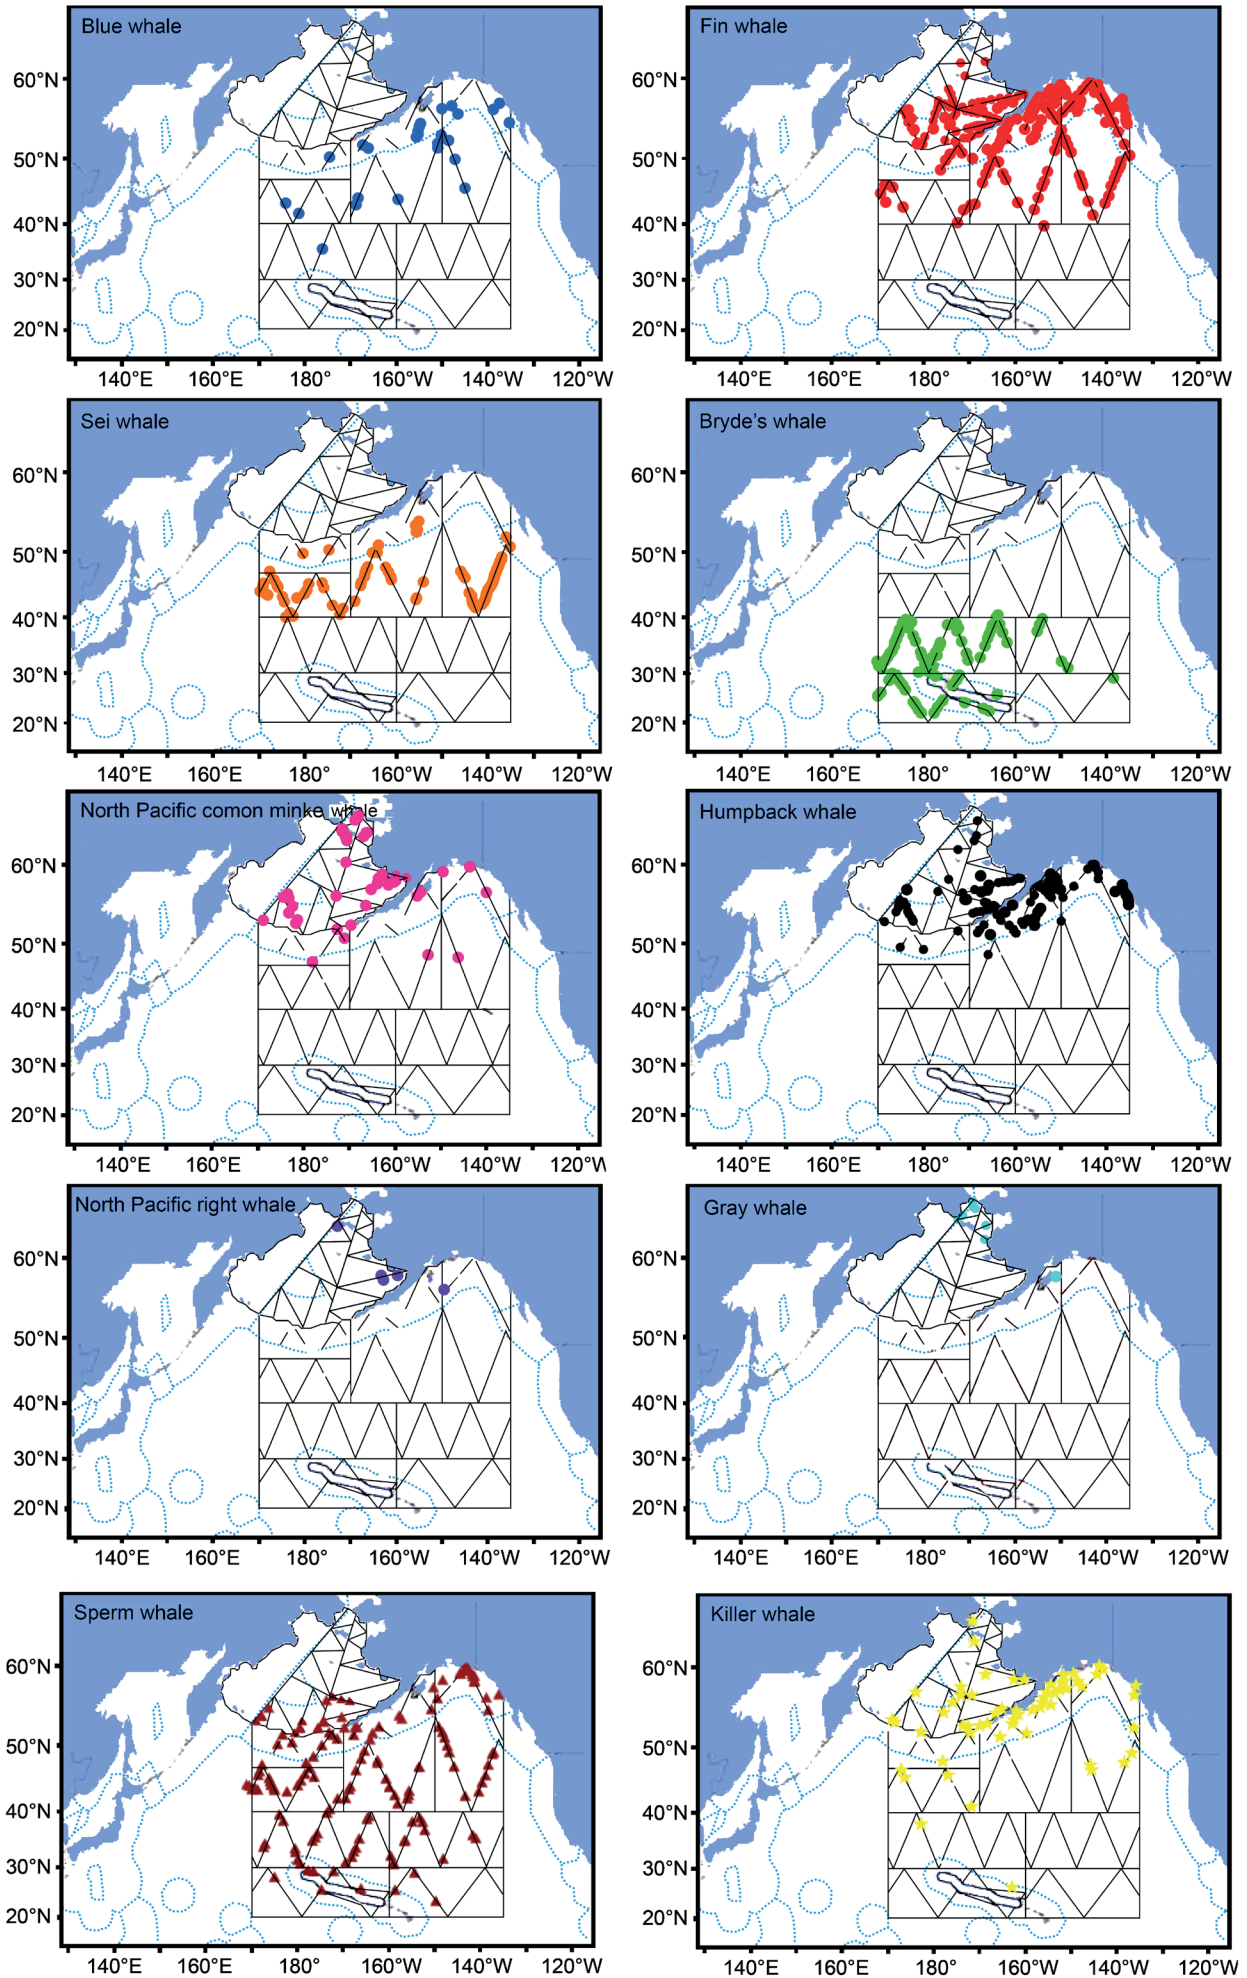 Blue whale
60°N
50°N
40°N
30°N
20°N
140°E 160°E 180° 160°W 140°W 120°W
Fin whale
60°N
50°N
40°N
30°N
20°N
140°E 160°E 180° 160°W 140°W 120°W
Sei whale
60°N
50°N
40°N
30°N
20°N
140°E 160°E 180° 160°W 140°W 120°W
Bryde's whale
60°N
50°N
40°N
30°N
20°N
140°E 160°E 180° 160°W 140°W 120°W
North Pacific comon minke whale
60°N
50°N
40°N
30°N
20°N
140°E 160°E 180° 160°W 140°W 120°W
Humpback whale
60°N
50°N
40°N
30°N
20°N
140°E 160°E 180° 160°W 140°W 120°W
North Pacific right whale
60°N
50°N
40°N
30°N
20°N
140°E 160°E 180° 160°W 140°W 120°W
Gray whale
60°N
50°N
40°N
30°N
20°N
140°E 160°E 180° 160°W 140°W 120°W
Sperm whale
60°N
50°N
40°N
30°N
20°N
140°E 160°E 180° 160°W 140°W 120°W
Killer whale
60°N
50°N
40°N
30°N
20°N
140°E 160°E 180° 160°W 140°W 120°W